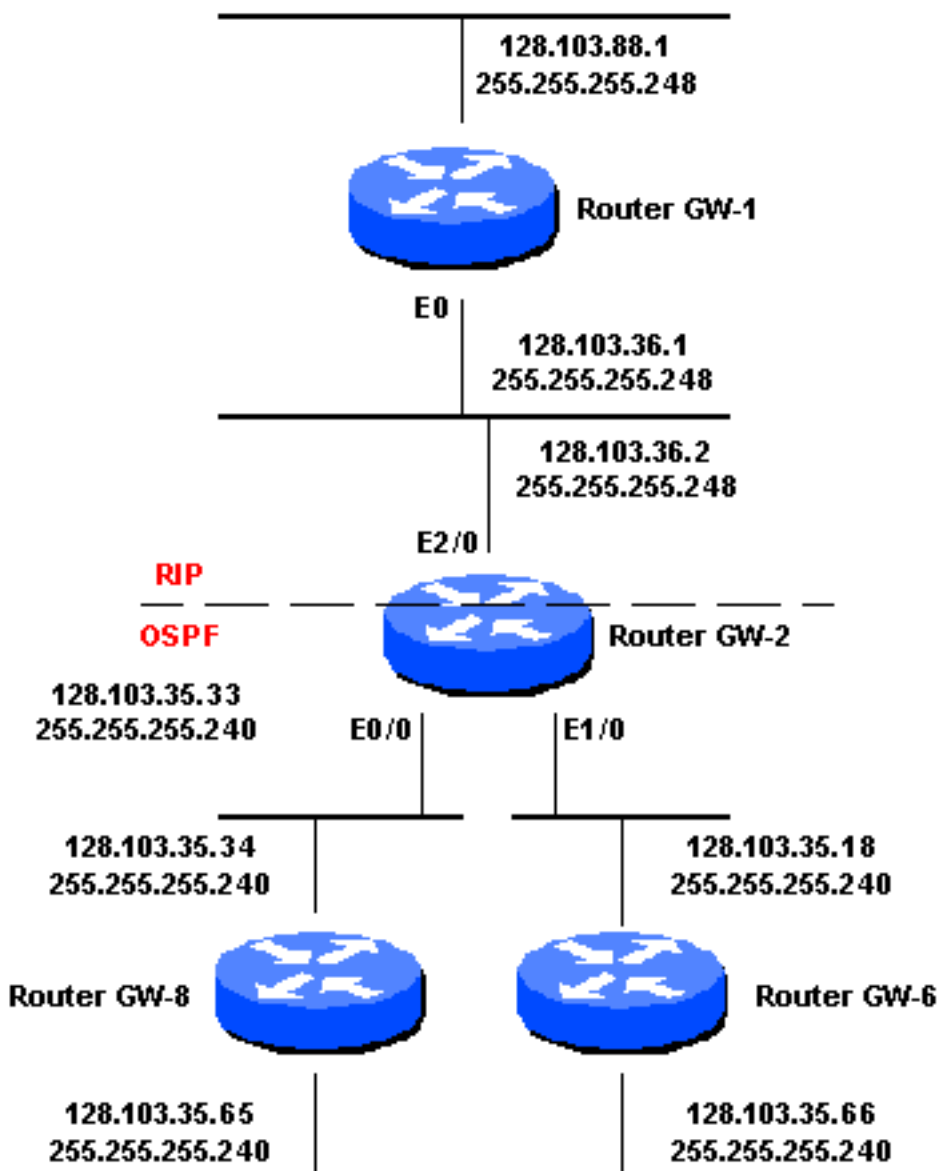 128.103.88.1
255.255.255.248
Router GW-1
E0
128.103.36.1
255.255.255.248
128.103.36.2
255.255.255.248
E2/0
RIP
OSPF
Router GW-2
128.103.35.33
255.255.255.240
E0/0
E1/0
128.103.35.34
255.255.255.240
128.103.35.18
255.255.255.240
Router GW-8
Router GW-6
128.103.35.65
255.255.255.240
128.103.35.66
255.255.255.240